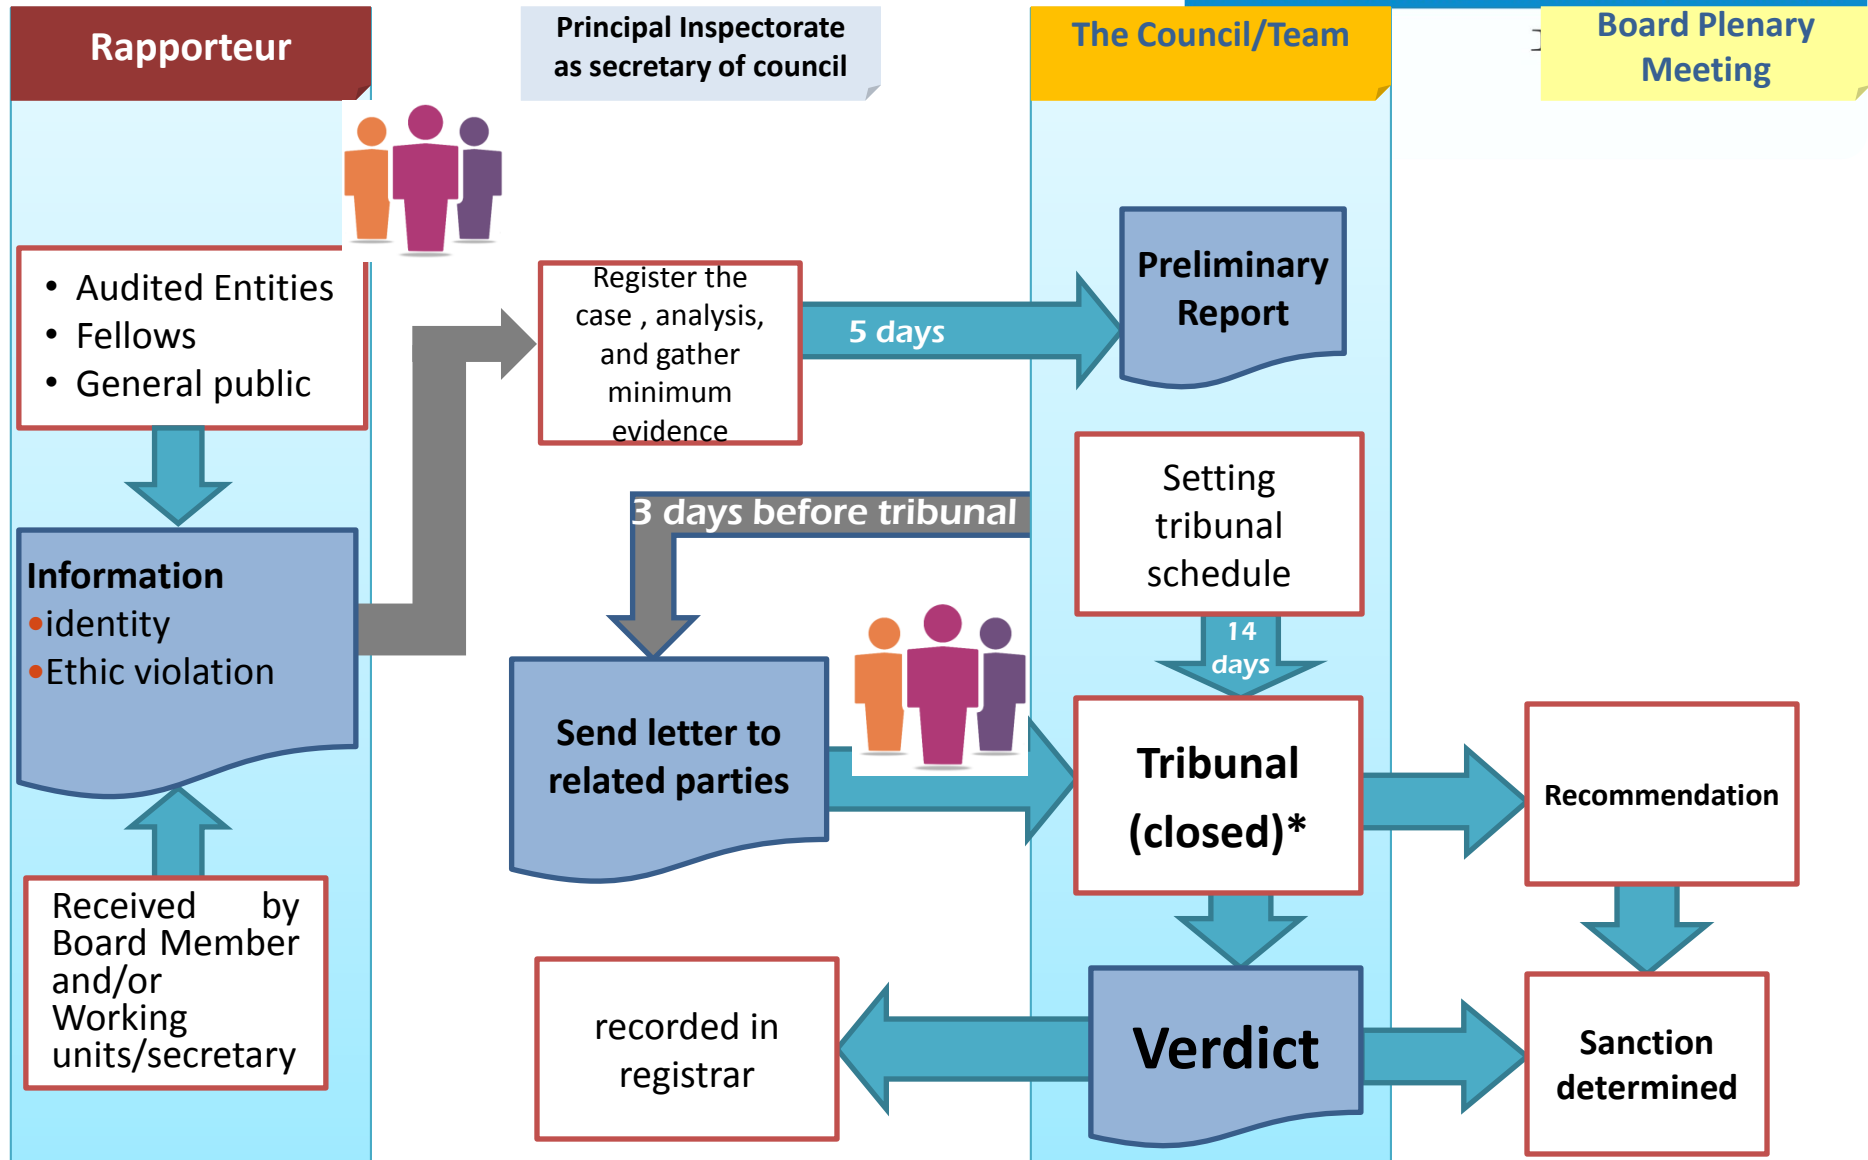 Rapporteur
Principal Inspectorate
as secretary of council
The Council/Team
Board Plenary
Meeting
• Audited Entities
• Fellows
• General public
Register the
case , analysis,
and gather
minimum
evidence
5 days
Preliminary
Report
Setting
tribunal
schedule
3 days before tribunal
14
days
Information
•identity
•Ethic violation
Send letter to
related parties
Tribunal
(closed)*
Recommendation
Received by
Board Member
and/or
Working
units/secretary
recorded in
registrar
Verdict
Sanction
determined